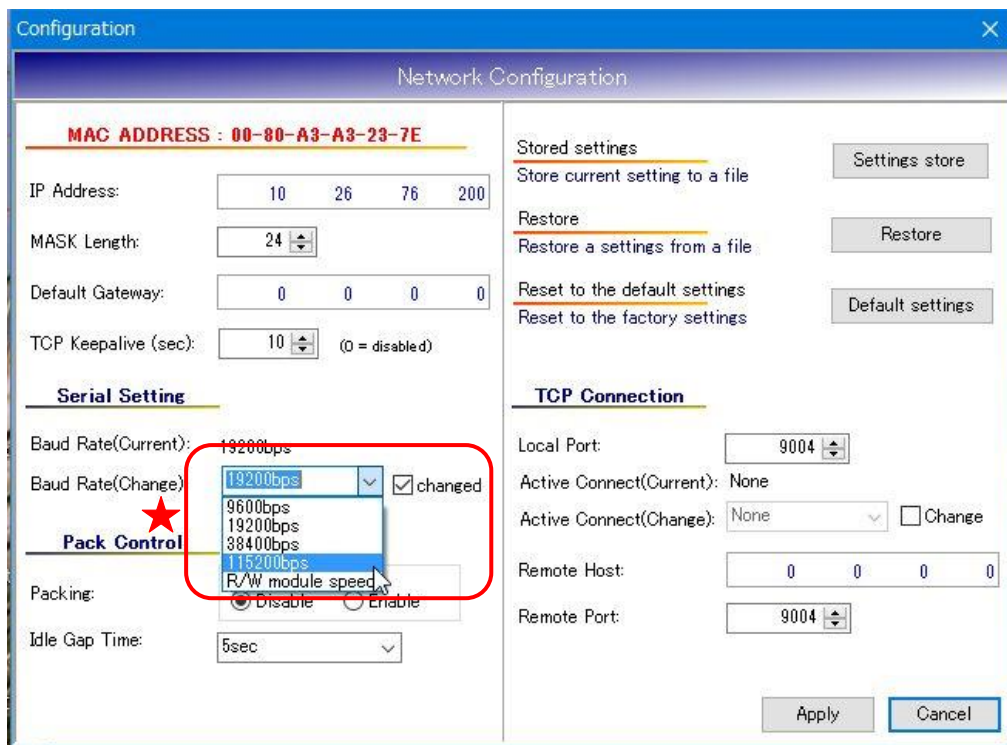 Configuration
Network Configuration
MAC ADDRESS : 00-80-A3-A3-23-7E
IP Address: 10 26 76 200
MASK Length: 24
Default Gateway: 0 0 0 0
TCP Keepalive (sec): 10 (0 = disabled)
Serial Setting
Baud Rate(Current): 19200bps
Baud Rate(Change) 19200bps changed
9600bps
19200bps
38400bps
115200bps
R/W module speed
Pack Control
Packing: Disable Enable
Idle Gap Time: 5sec
Stored settings
Store current setting to a file
Settings store
Restore
Restore a settings from a file
Restore
Reset to the default settings
Reset to the factory settings
Default settings
TCP Connection
Local Port: 9004
Active Connect(Current): None
Active Connect(Change): None Change
Remote Host: 0 0 0 0
Remote Port: 9004
Apply Cancel